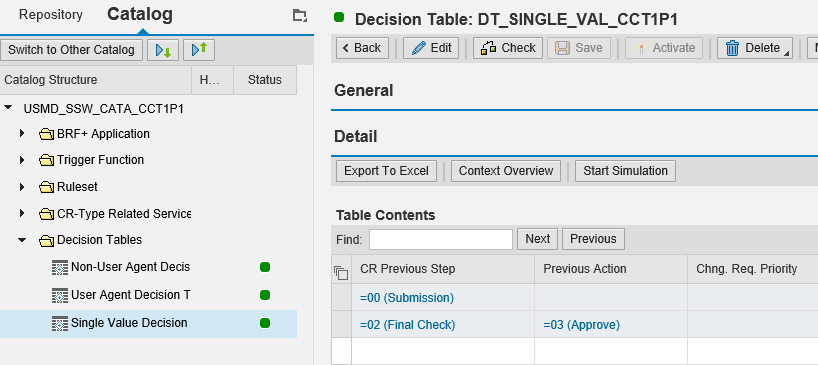 Repository Catalog
Switch to Other Catalog
Catalog Structure H... Status
USMD_SSW_CATA_CCT1P1
BRF+ Application
Trigger Function
Ruleset
CR-Type Related Service
Decision Tables
Non-User Agent Decis
User Agent Decision T
Single Value Decision
Decision Table: DT_SINGLE_VAL_CCT1P1
Back Edit Check Save Activate Delete M
General
Detail
Export To Excel Context Overview Start Simulation
Table Contents
Find: Next Previous
CR Previous Step Previous Action Chng. Req. Priority
=00 (Submission)
=02 (Final Check) =03 (Approve)